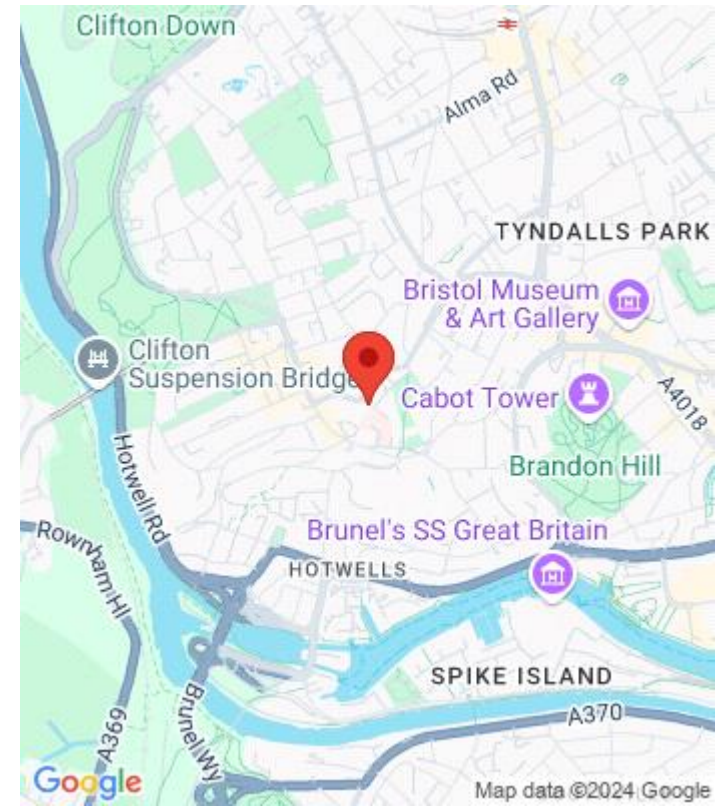 Clifton Down
Alma Rd
TYNDALLS PARK
Bristol Museum
& Art Gallery
Clifton
Suspension Bridge
Cabot Tower
A4018
Brandon Hill
Hotwell Rd
Brunel's SS Great Britain
Rownham Hl
HOTWELLS
SPIKE ISLAND
A370
A369
Brunel Wy
Google
Map data ©2024 Google